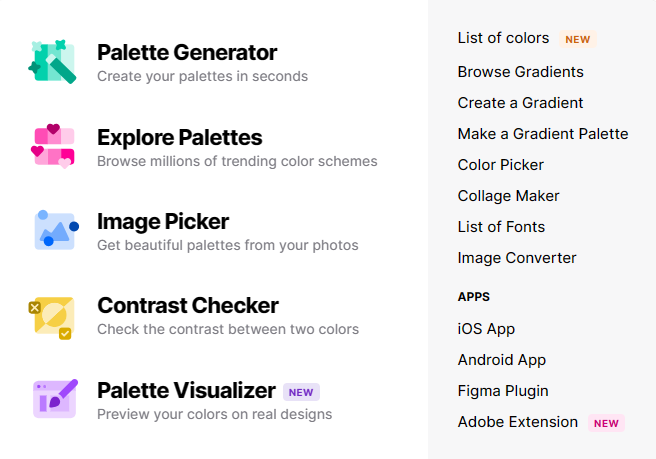 Palette Generator
Create your palettes in seconds
Explore Palettes
Browse millions of trending color schemes
Image Picker
Get beautiful palettes from your photos
Contrast Checker
Check the contrast between two colors
Palette Visualizer NEW
Preview your colors on real designs
List of colors NEW
Browse Gradients
Create a Gradient
Make a Gradient Palette
Color Picker
Collage Maker
List of Fonts
Image Converter
APPS
iOS App
Android App
Figma Plugin
Adobe Extension NEW